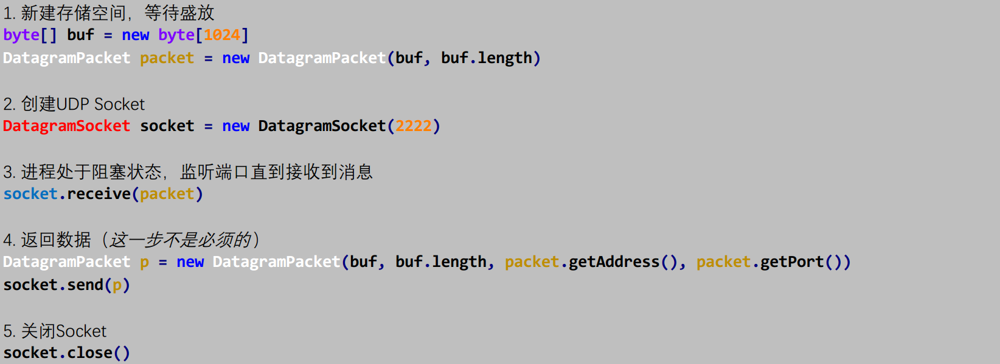 1. 新建存储空间，等待盛放
byte[] buf = new byte[1024]
DatagramPacket packet = new DatagramPacket(buf, buf.length)
2. 创建UDP Socket
DatagramSocket socket = new DatagramSocket(2222)
3. 进程处于阻塞状态，监听端口直到接收到消息
socket.receive(packet)
4. 返回数据（这一步不是必须的）
DatagramPacket p = new DatagramPacket(buf, buf.length, packet.getAddress(), packet.getPort())
socket.send(p)
5. 关闭Socket
socket.close()